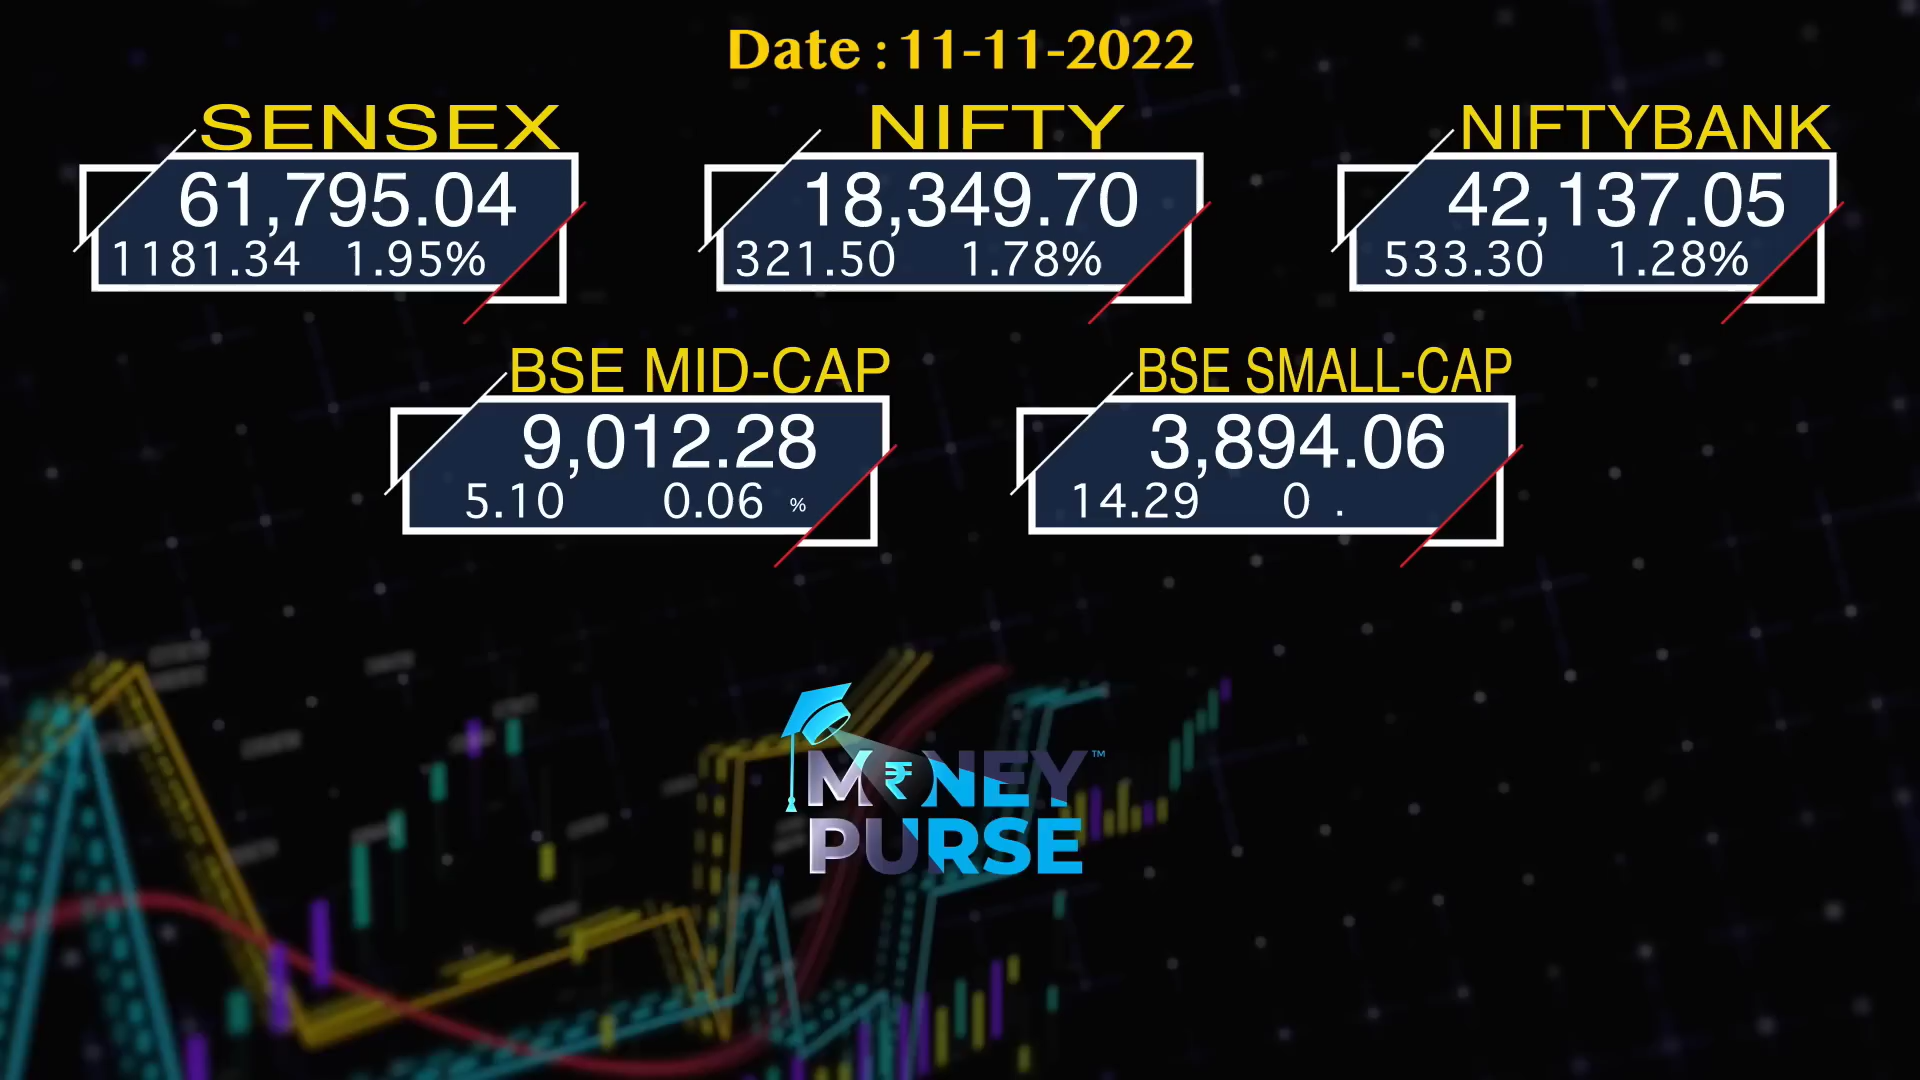 Date : 11-11-2022
SENSEX
61,795.04
1181.34 1.95%
NIFTY
18,349.70
321.50 1.78%
NIFTYBANK
42,137.05
533.30 1.28%
BSE MID-CAP
9,012.28
5.10 0.06 %
BSE SMALL-CAP
3,894.06
14.29 0 .
M₹NEY™
PURSE